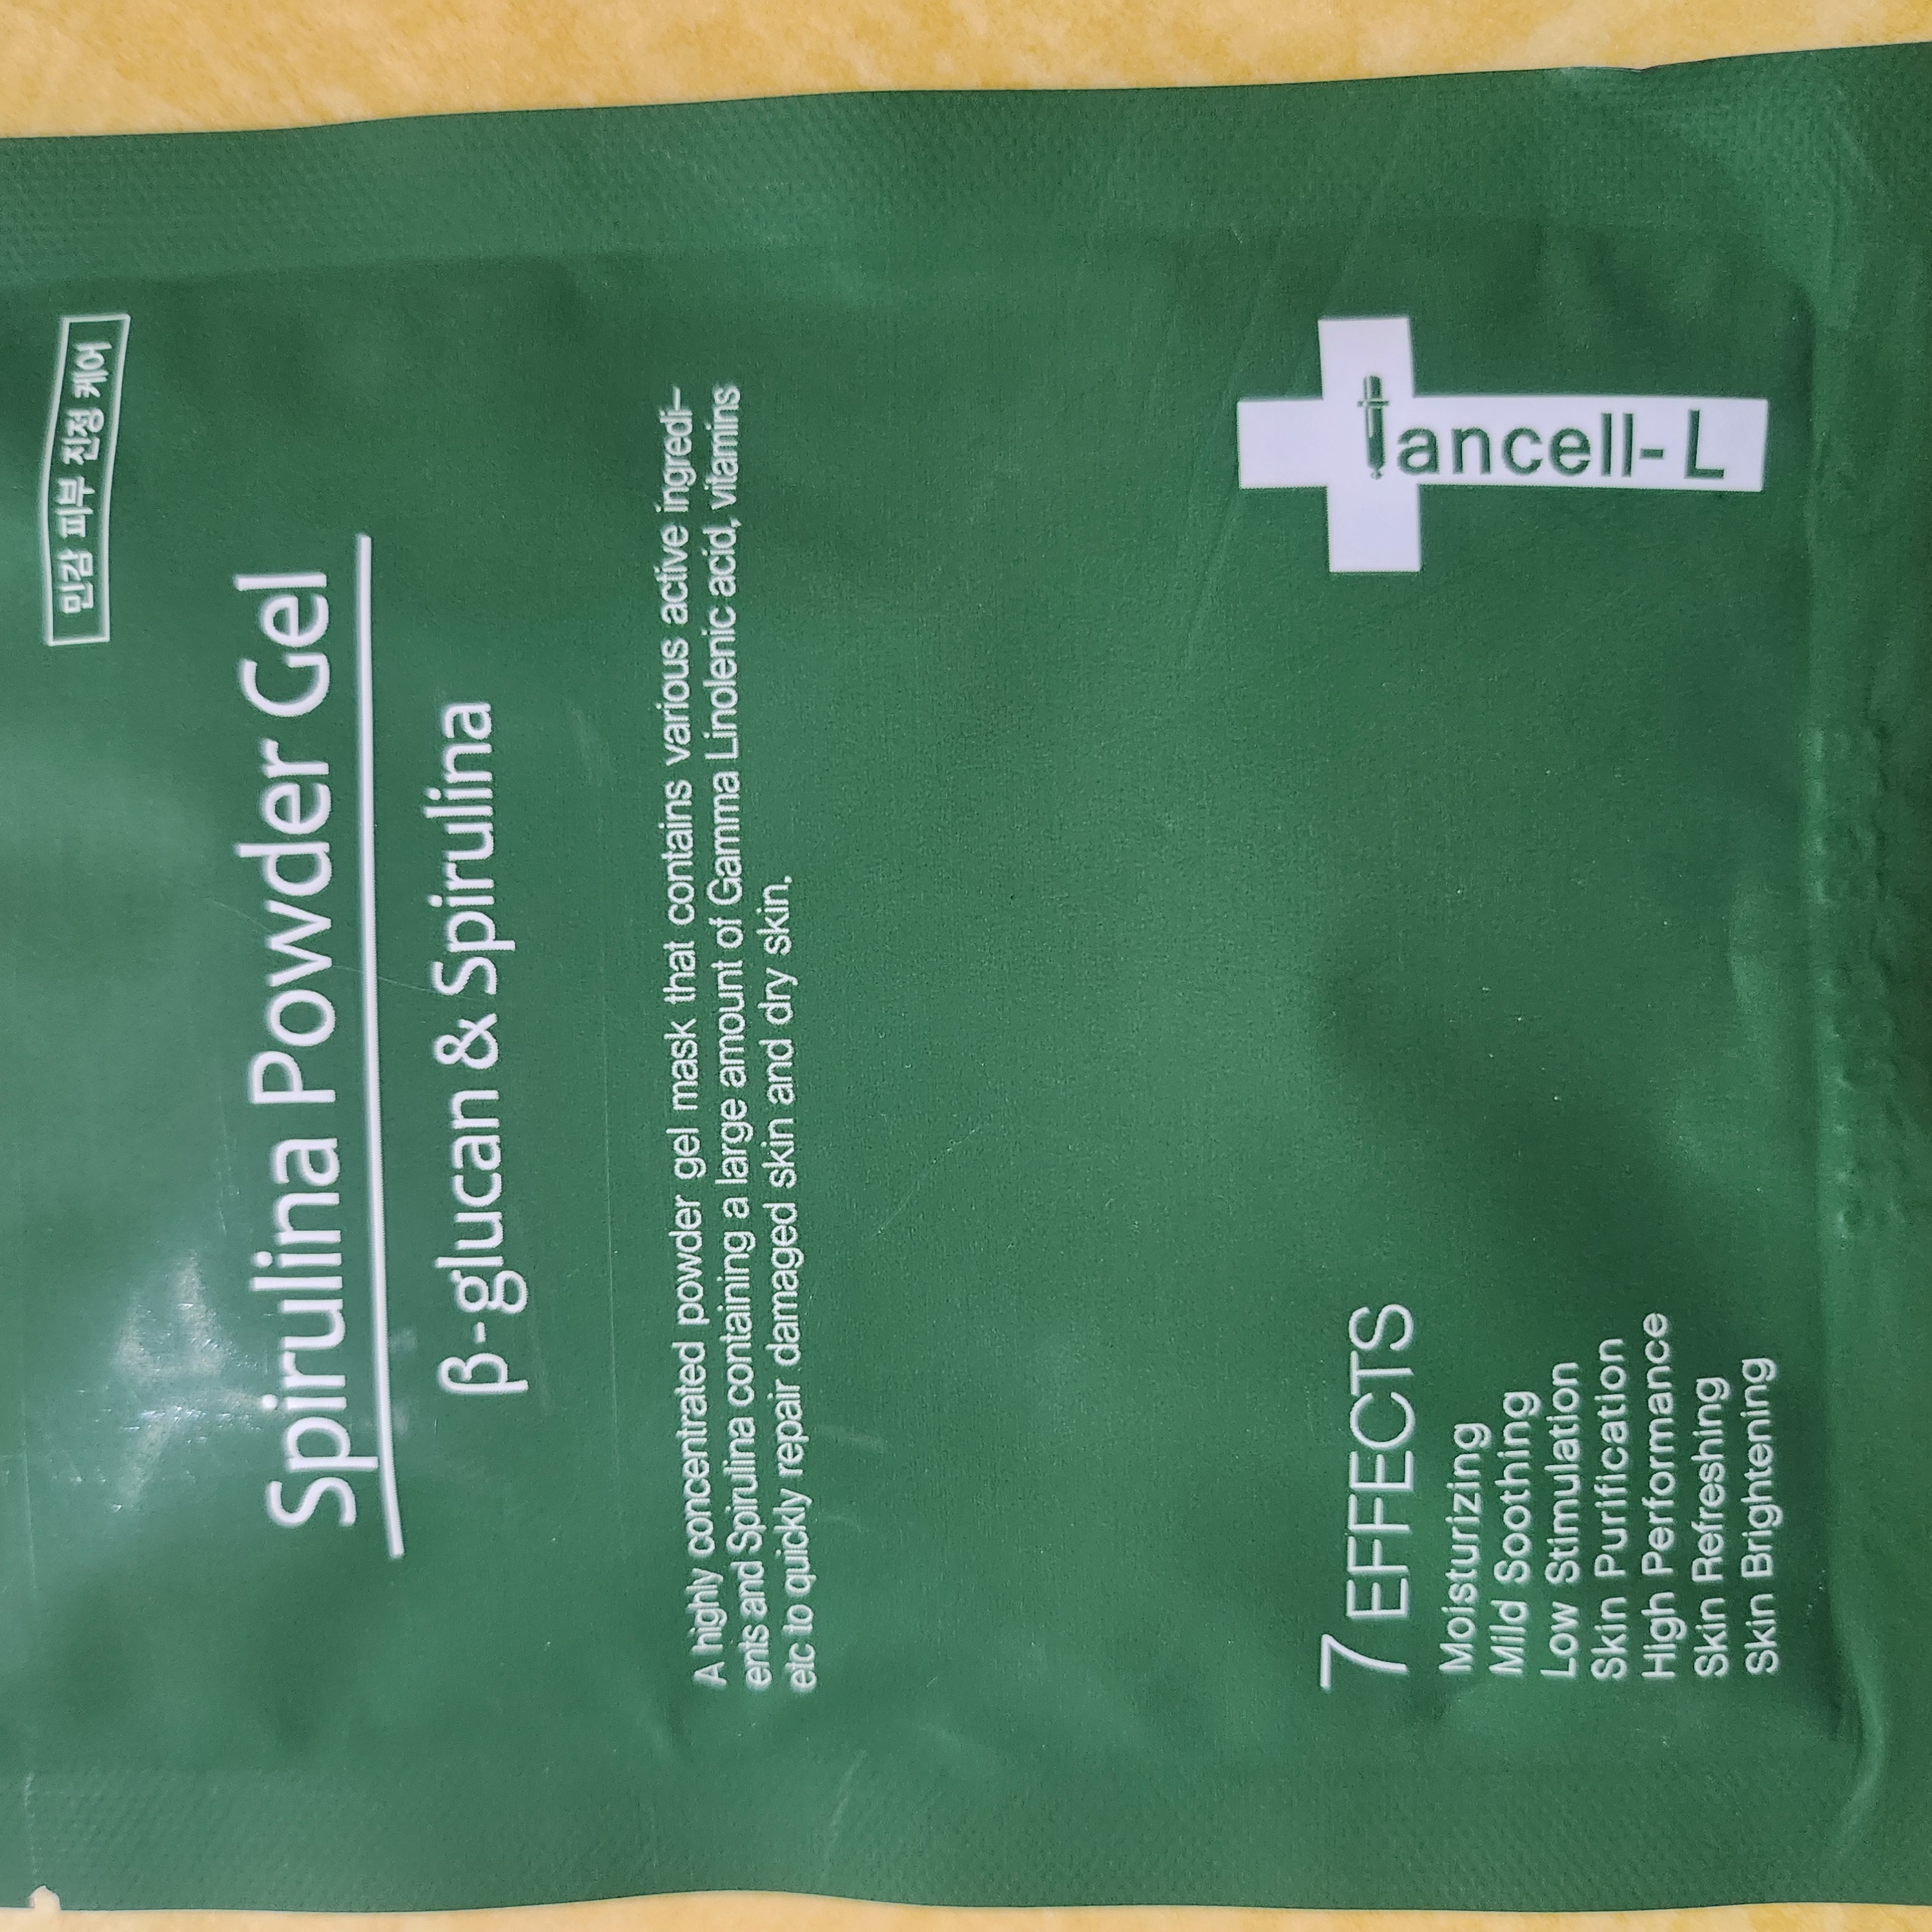 민감 피부 진정 케어
Spirulina Powder Gel
β-glucan & Spirulina
A highly concentrated powder gel mask that contains various active ingredi-
ents and Spirulina containing a large amount of Gamma Linolenic acid, vitamins
etc to quickly repair damaged skin and dry skin.
7 EFFECTS
Moisturizing
Mild Soothing
Low Stimulation
Skin Purification
High Performance
Skin Refreshing
Skin Brightening
iancell-L